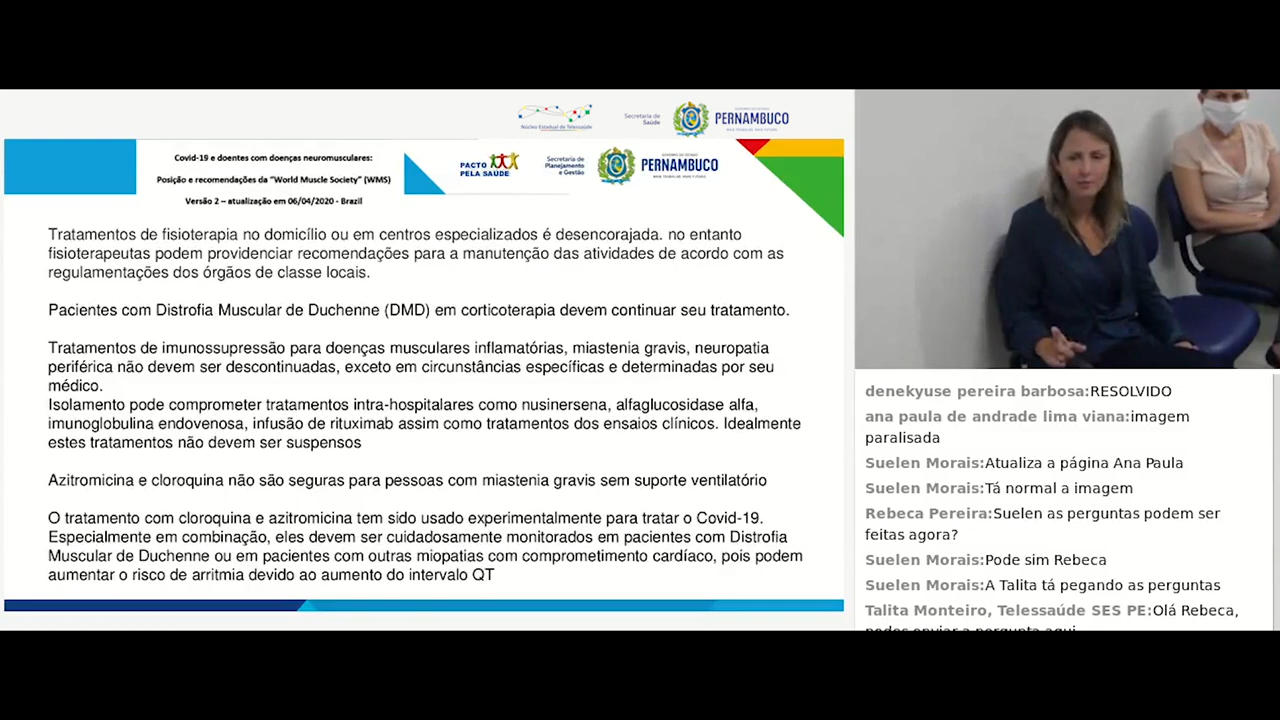 Núcleo Estadual de Telessaúde
Secretaria de
Saúde
PERNAMBUCO
Covid-19 e doentes com doenças neuromusculares:
Posição e recomendações da “World Muscle Society” (WMS)
Versão 2 – atualização em 06/04/2020 - Brazil
PACTO
PELA SAÚDE
Secretaria de
Planejamento
e Gestão
GOVERNO DO ESTADO
PERNAMBUCO
Tratamentos de fisioterapia no domicílio ou em centros especializados é desencorajada. no entanto
fisioterapeutas podem providenciar recomendações para a manutenção das atividades de acordo com as
regulamentações dos órgãos de classe locais.
Pacientes com Distrofia Muscular de Duchenne (DMD) em corticoterapia devem continuar seu tratamento.
Tratamentos de imunossupressão para doenças musculares inflamatórias, miastenia gravis, neuropatia
periférica não devem ser descontinuadas, exceto em circunstâncias específicas e determinadas por seu
médico.
Isolamento pode comprometer tratamentos intra-hospitalares como nusinersena, alfaglucosidase alfa,
imunoglobulina endovenosa, infusão de rituximab assim como tratamentos dos ensaios clínicos. Idealmente
estes tratamentos não devem ser suspensos
Azitromicina e cloroquina não são seguras para pessoas com miastenia gravis sem suporte ventilatório
O tratamento com cloroquina e azitromicina tem sido usado experimentalmente para tratar o Covid-19.
Especialmente em combinação, eles devem ser cuidadosamente monitorados em pacientes com Distrofia
Muscular de Duchenne ou em pacientes com outras miopatias com comprometimento cardíaco, pois podem
aumentar o risco de arritmia devido ao aumento do intervalo QT
denekyuse pereira barbosa:RESOLVIDO
ana paula de andrade lima viana:imagem
paralisada
Suelen Morais:Atualiza a página Ana Paula
Suelen Morais:Tá normal a imagem
Rebeca Pereira:Suelen as perguntas podem ser
feitas agora?
Suelen Morais:Pode sim Rebeca
Suelen Morais:A Talita tá pegando as perguntas
Talita Monteiro, Telessaúde SES PE:Olá Rebeca,
podes enviar a pergunta aqui